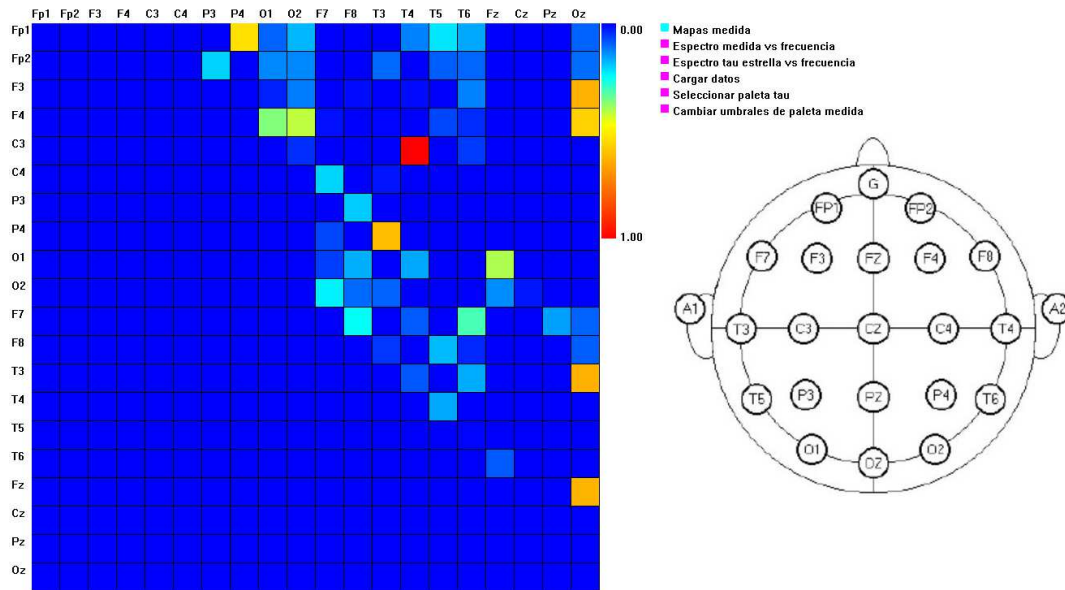 Fp1 Fp2 F3 F4 C3 C4 P3 P4 O1 O2 F7 F8 T3 T4 T5 T6 Fz Cz Pz Oz
Fp1
Fp2
F3
F4
C3
C4
P3
P4
O1
O2
F7
F8
T3
T4
T5
T6
Fz
Cz
Pz
Oz
0.00
1.00
Mapas medida
Espectro medida vs frecuencia
Espectro tau estrella vs frecuencia
Cargar datos
Seleccionar paleta tau
Cambiar umbrales de paleta medida
G
FP1 FP2
F7 F3 FZ F4 F8
A1 A2
T3 C3 CZ C4 T4
T5 P3 PZ P4 T6
O1 OZ O2